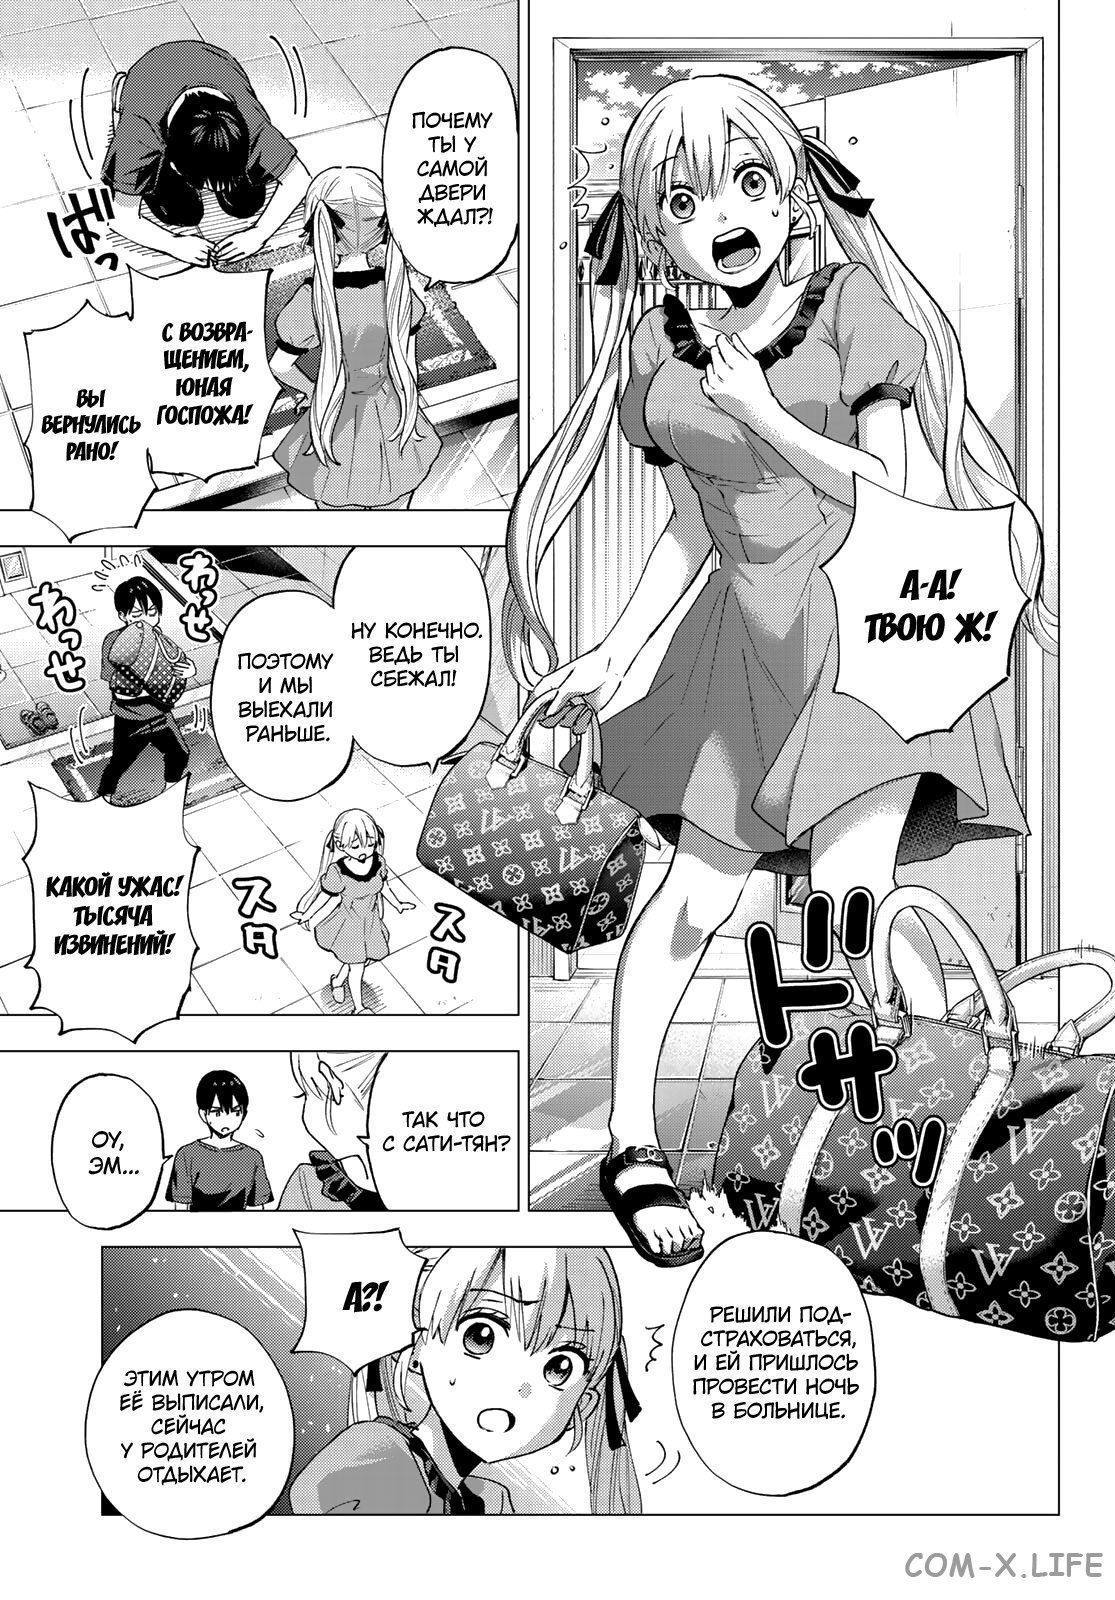 А-А!
ТВОЮ Ж!
ドサッ
ПОЧЕМУ
ТЫ У
САМОЙ
ДВЕРИ
ЖДАЛ?!
ばっ
С ВОЗВРА-
ЩЕНИЕМ,
ЮНАЯ
ГОСПОЖА!
ВЫ
ВЕРНУЛИСЬ
РАНО!
НУ КОНЕЧНО.
ВЕДЬ ТЫ
СБЕЖАЛ!
ПОЭТОМУ
И МЫ
ВЫЕХАЛИ
РАНЬШЕ.
わっせ
わっせ
КАКОЙ УЖАС!
ТЫСЯЧА
ИЗВИНЕНИЙ!
スタ
スタ
ТАК ЧТО
С САТИ-ТЯН?
ОУ,
ЭМ...
РЕШИЛИ ПОД-
СТРАХОВАТЬСЯ,
И ЕЙ ПРИШЛОСЬ
ПРОВЕСТИ НОЧЬ
В БОЛЬНИЦЕ.
А?!
ЭТИМ УТРОМ
ЕЁ ВЫПИСАЛИ,
СЕЙЧАС
У РОДИТЕЛЕЙ
ОТДЫХАЕТ.
COM-X.LIFE